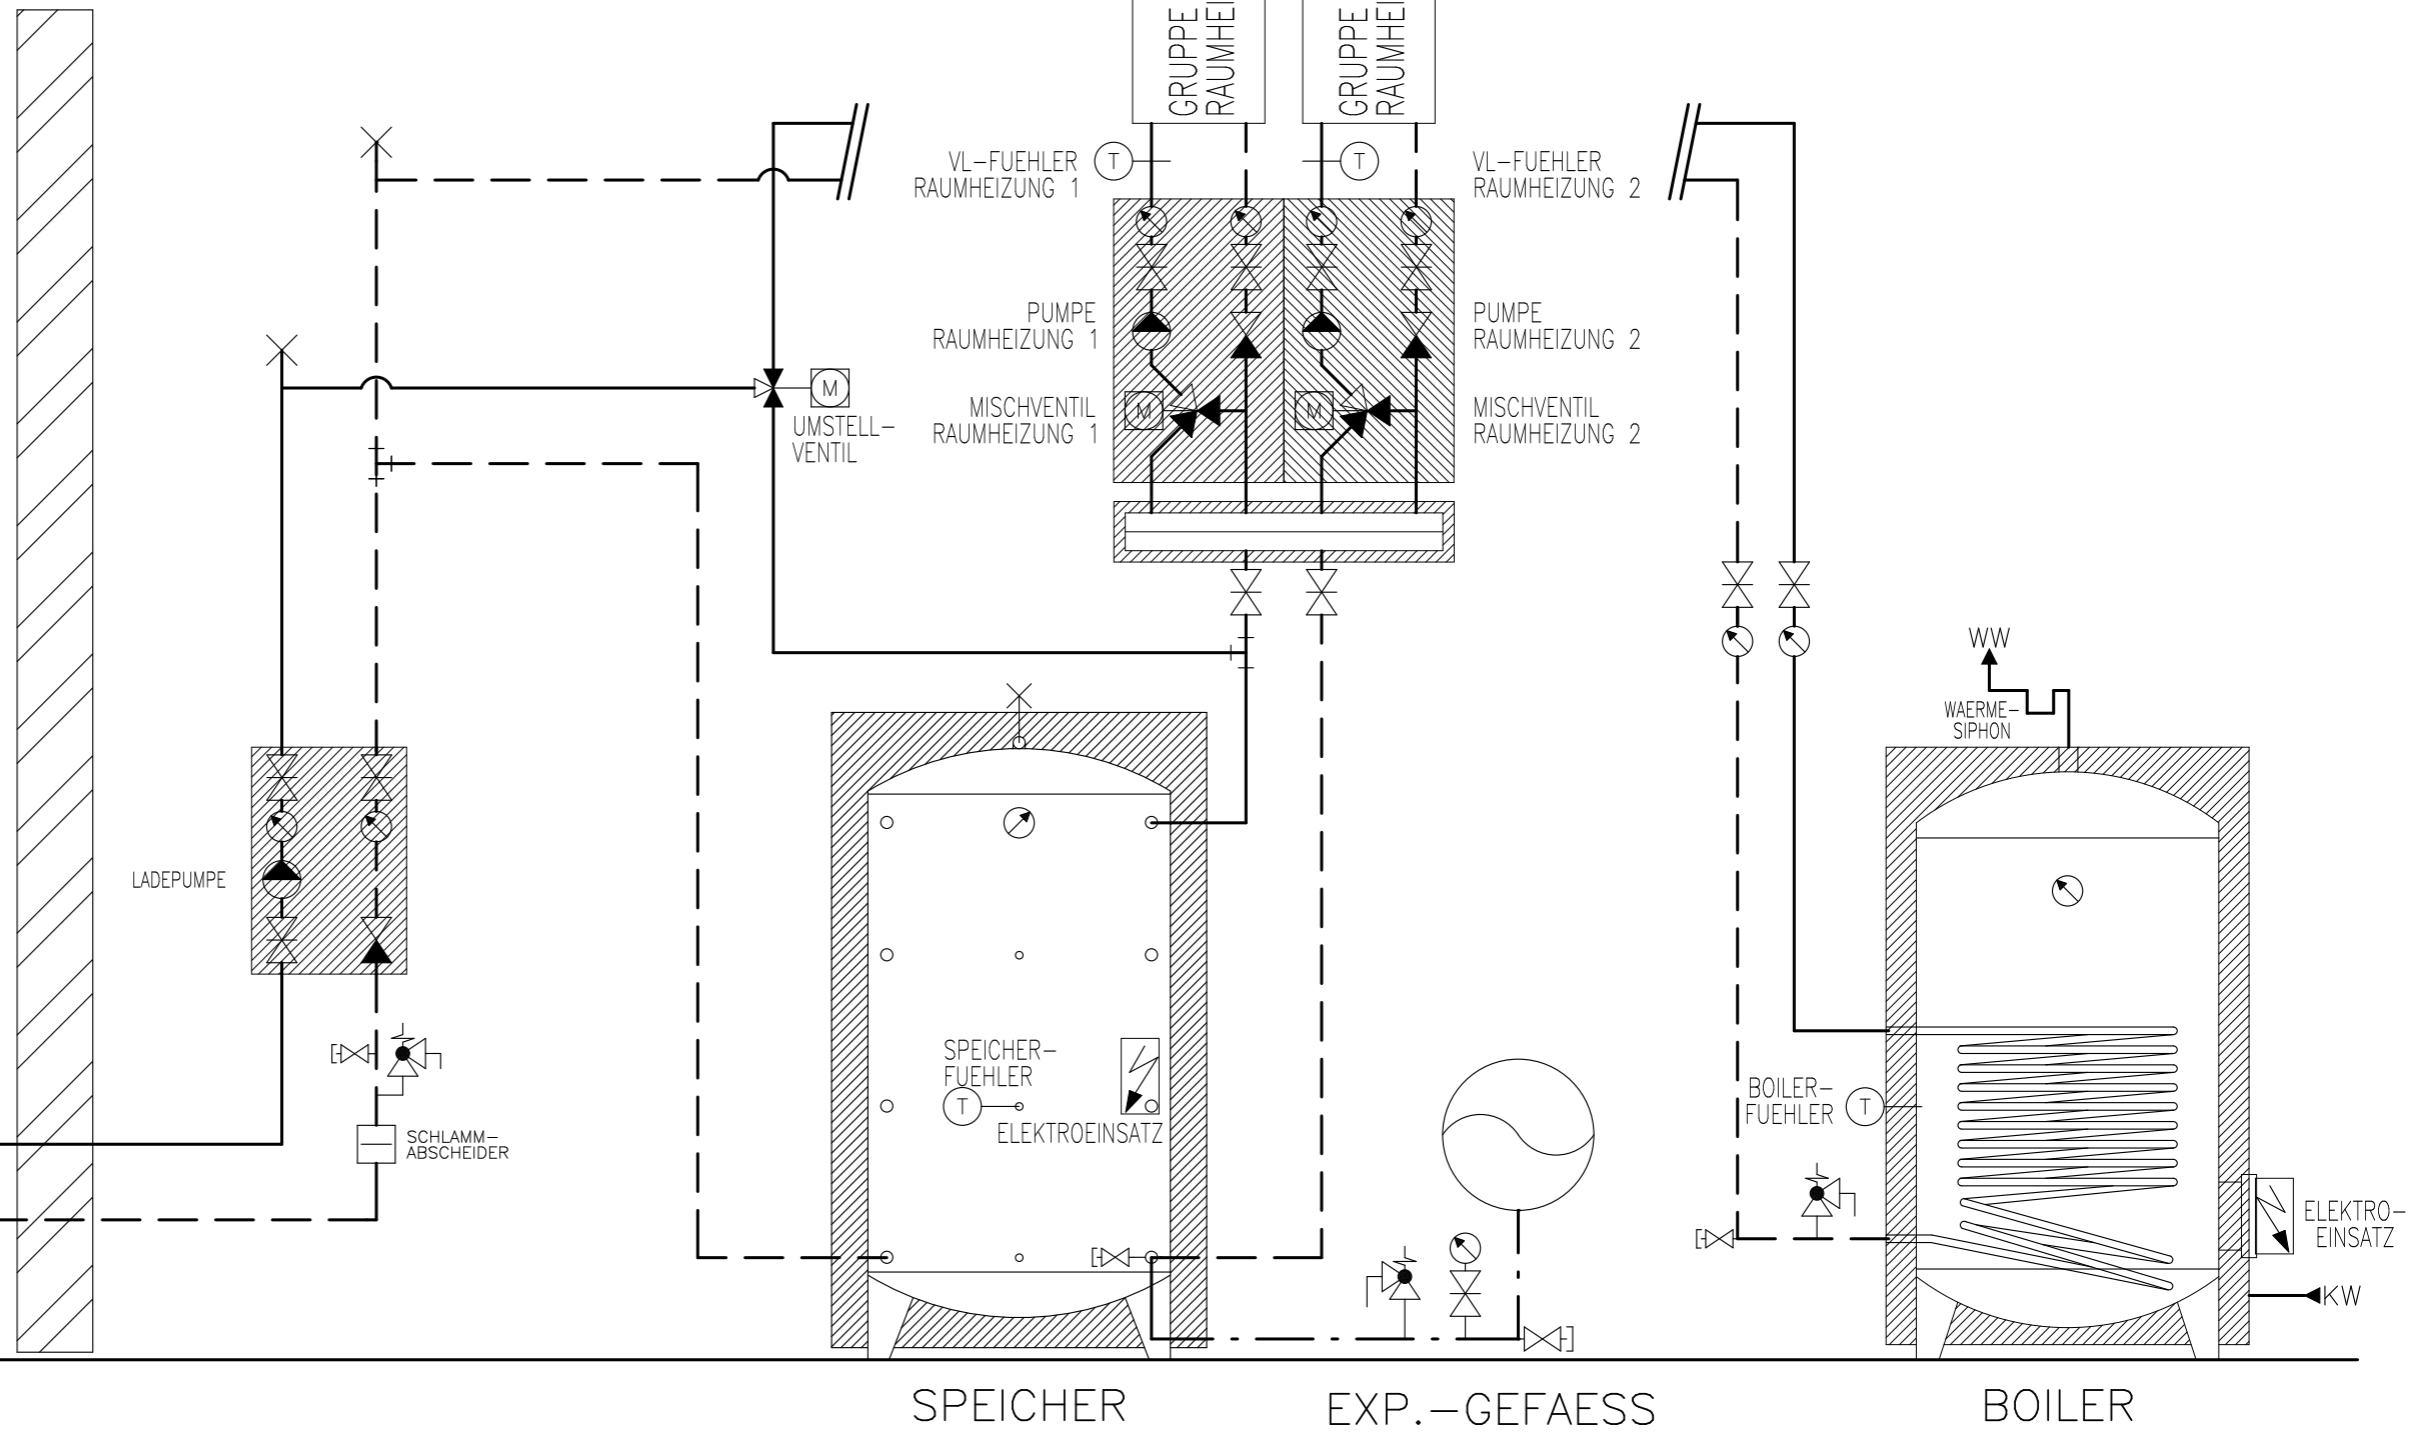 GRUPPE
RAUMHEI
GRUPPE
RAUMHEI
VL-FUEHLER
RAUMHEIZUNG 1
T
T
VL-FUEHLER
RAUMHEIZUNG 2
PUMPE
RAUMHEIZUNG 1
PUMPE
RAUMHEIZUNG 2
M
UMSTELL-
VENTIL
MISCHVENTIL
RAUMHEIZUNG 1
M
M
MISCHVENTIL
RAUMHEIZUNG 2
WW
WAERME-
SIPHON
LADEPUMPE
SPEICHER-
FUEHLER
T
ELEKTROEINSATZ
BOILER-
FUEHLER
T
SCHLAMM-
ABSCHEIDER
ELEKTRO-
EINSATZ
KW
SPEICHER
EXP.-GEFAESS
BOILER